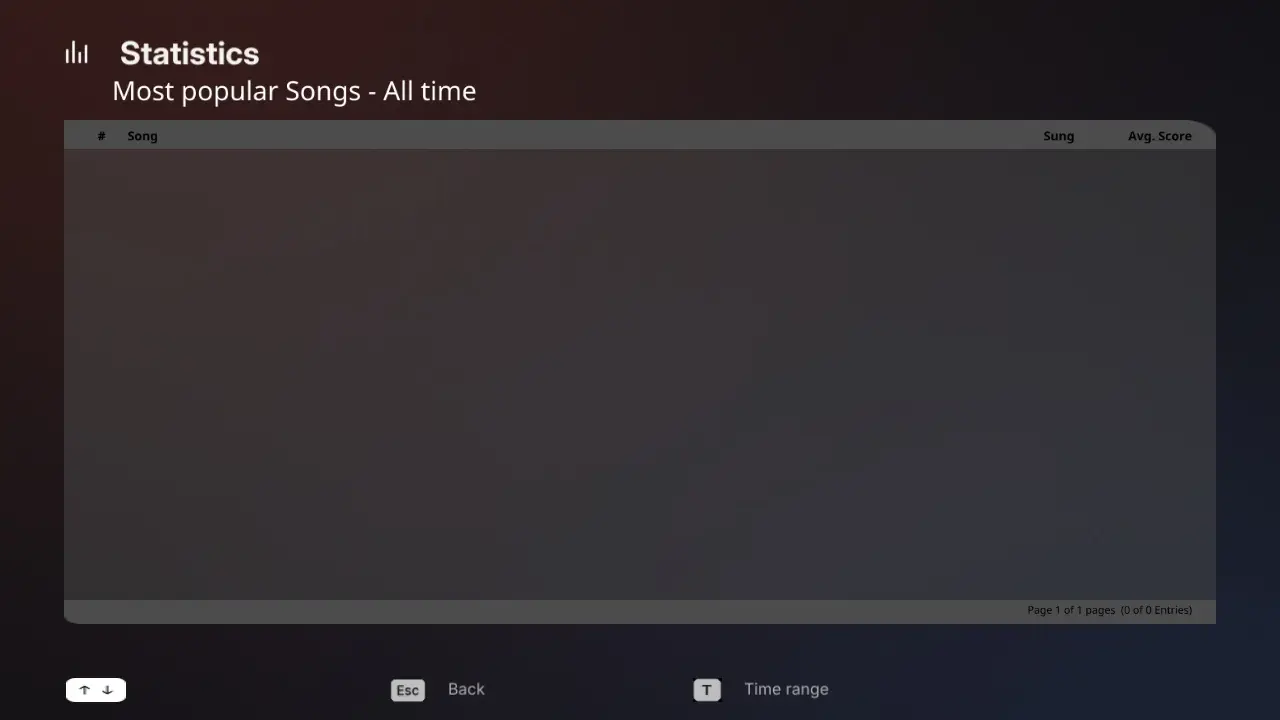 Statistics
Most popular Songs - All time
# Song Sung Avg. Score
Page 1 of 1 pages (0 of 0 Entries)
↑ ↓ Esc Back T Time range